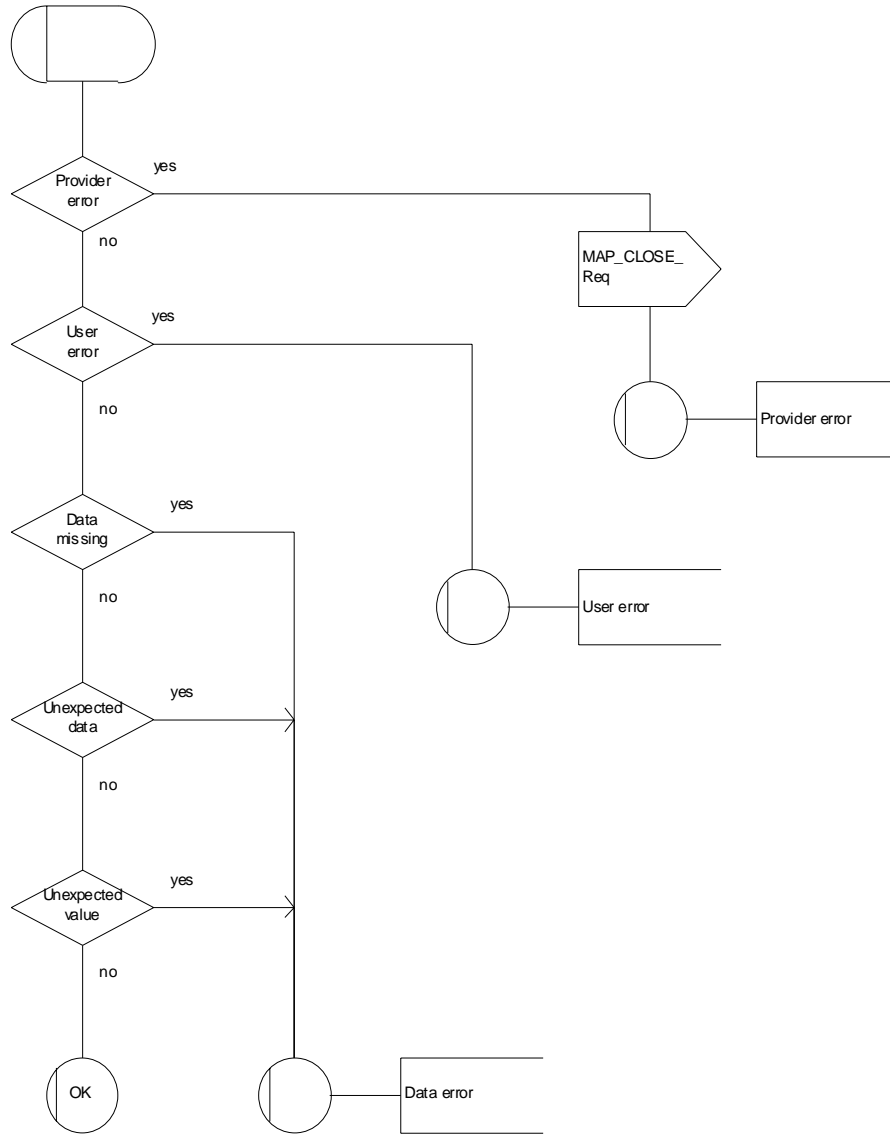 yes
Provider
error
no
MAP_CLOSE_
Req
yes
User
error
no
Provider error
yes
Data
missing
no
User error
yes
Unexpected
data
no
yes
Unexpected
value
no
OK
Data error